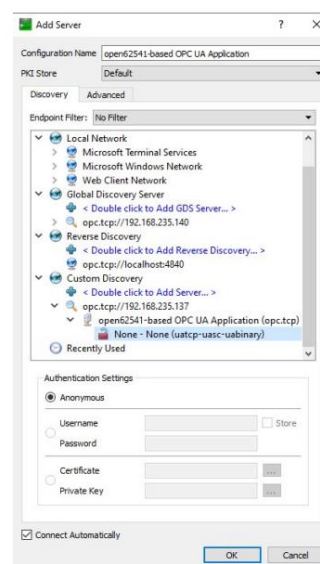 Add Server ? X
Configuration Name open62541-based OPC UA Application
PKI Store Default
Discovery Advanced
Endpoint Filter: No Filter
Local Network
Microsoft Terminal Services
Microsoft Windows Network
Web Client Network
Global Discovery Server
< Double click to Add GDS Server... >
opc.tcp://192.168.235.140
Reverse Discovery
< Double click to Add Reverse Discovery... >
opc.tcp://localhost:4840
Custom Discovery
< Double click to Add Server... >
opc.tcp://192.168.235.137
open62541-based OPC UA Application (opc.tcp)
None - None (uatcp-uasc-uabinary)
Recently Used
Authentication Settings
Anonymous
Username Store
Password
Certificate ...
Private Key ...
Connect Automatically
OK Cancel